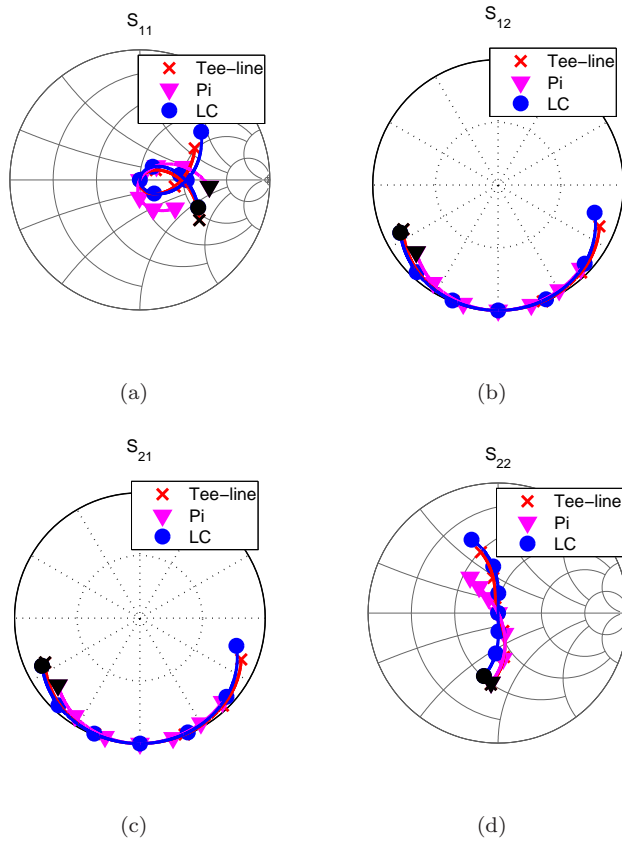 S11
Tee-line
Pi
LC
(a)
S12
Tee-line
Pi
LC
(b)
S21
Tee-line
Pi
LC
(c)
S22
Tee-line
Pi
LC
(d)